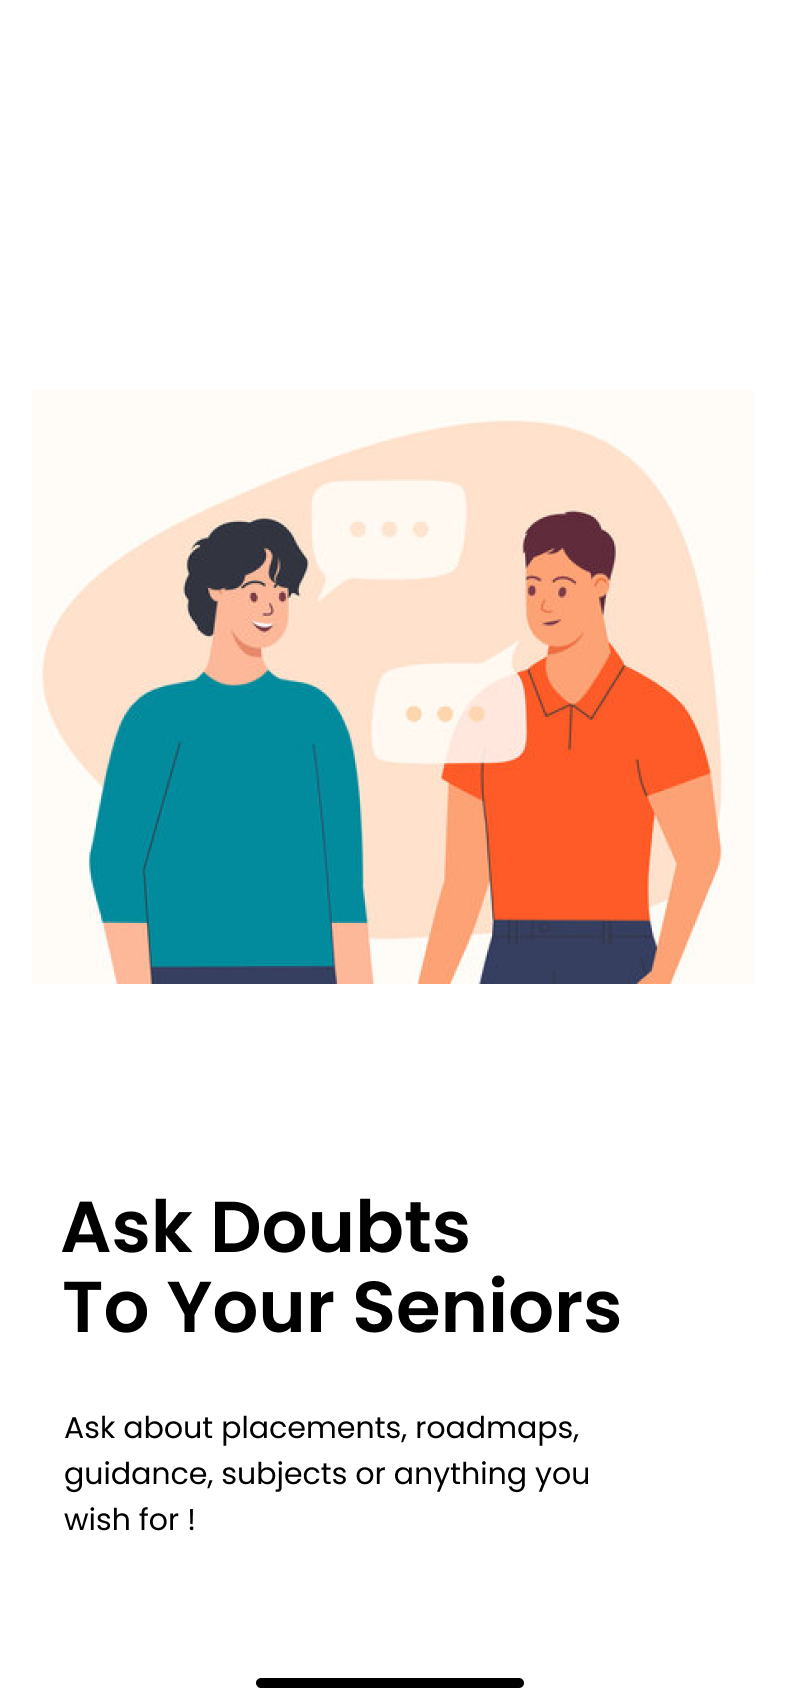 Ask Doubts
To Your Seniors
Ask about placements, roadmaps,
guidance, subjects or anything you
wish for !